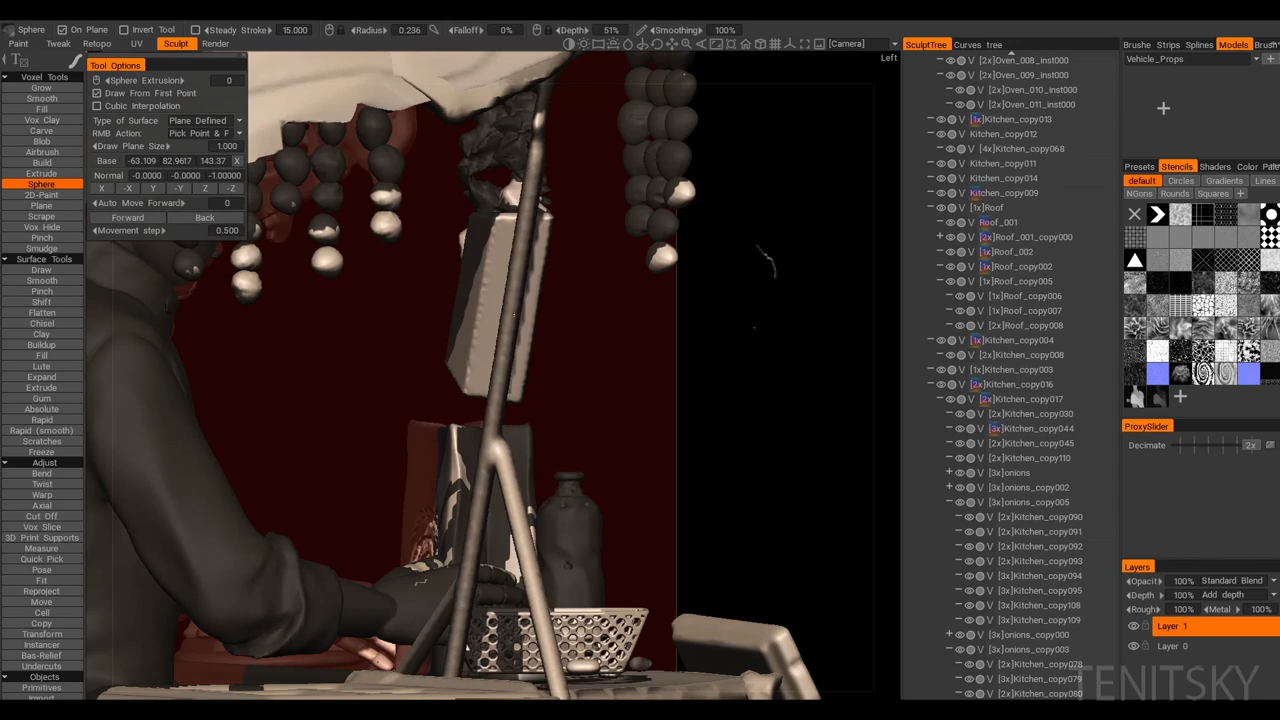 Sphere On Plane Invert Tool Steady Stroke 15.000 Radius 0.236 Falloff 0% Depth 51% Smoothing 100%
Paint Tweak Retopo UV Sculpt Render [Camera]
Left
Voxel Tools
Grow
Smooth
Fill
Vox Clay
Carve
Blob
Airbrush
Build
Extrude
Sphere
2D-Paint
Plane
Scrape
Vox Hide
Pinch
Smudge
Surface Tools
Draw
Smooth
Pinch
Shift
Flatten
Chisel
Clay
Buildup
Fill
Lute
Expand
Extrude
Gum
Absolute
Rapid
Rapid (smooth)
Scratches
Freeze
Adjust
Bend
Twist
Warp
Axial
Cut Off
Vox Slice
3D Print Supports
Measure
Quick Pick
Pose
Fit
Reproject
Move
Cell
Copy
Transform
Instancer
Bas-Relief
Undercuts
Objects
Primitives
Import
Tool Options
Sphere Extrusion 0
Draw From First Point
Cubic Interpolation
Type of Surface Plane Defined
RMB Action: Pick Point & F
Draw Plane Size 1.000
Base -63.109 82.9617 143.37 X
Normal -0.0000 -0.0000 -1.00000
X -X Y -Y Z -Z
Auto Move Forward 0
Forward Back
Movement step 0.500
SculptTree Curves tree
V [2x]Oven_008_inst000
V [2x]Oven_009_inst000
V [2x]Oven_010_inst000
V [2x]Oven_011_inst000
V [1x]Kitchen_copy013
Kitchen_copy012
V [4x]Kitchen_copy068
Kitchen_copy011
Kitchen_copy014
Kitchen_copy009
[1x]Roof
V Roof_001
V [2x]Roof_001_copy000
V [1x]Roof_002
V [1x]Roof_copy002
V [1x]Roof_copy005
V [1x]Roof_copy006
V [1x]Roof_copy007
V [2x]Roof_copy008
V [1x]Kitchen_copy004
V [2x]Kitchen_copy008
V [1x]Kitchen_copy003
V [2x]Kitchen_copy016
V [2x]Kitchen_copy017
V [2x]Kitchen_copy030
V [3x]Kitchen_copy044
V [2x]Kitchen_copy045
V [2x]Kitchen_copy110
V [3x]onions
V [3x]onions_copy002
V [3x]onions_copy005
V [2x]Kitchen_copy090
V [2x]Kitchen_copy091
V [2x]Kitchen_copy092
V [2x]Kitchen_copy093
V [3x]Kitchen_copy094
V [3x]Kitchen_copy095
V [3x]Kitchen_copy108
V [3x]Kitchen_copy109
V [3x]onions_copy000
V [3x]onions_copy003
V [2x]Kitchen_copy078
V [3x]Kitchen_copy079
V [3x]Kitchen_copy080
Brushe Strips Splines Models Brush
Vehicle_Props
Presets Stencils Shaders Color Pa
default Circles Gradients Lines
NGons Rounds Squares +
ProxySlider
Decimate 2x
Layers
Opacit 100% Standard Blend
Depth 100% Add depth
Rough 100% Metal 100%
Layer 1
Layer 0
TENITSKY